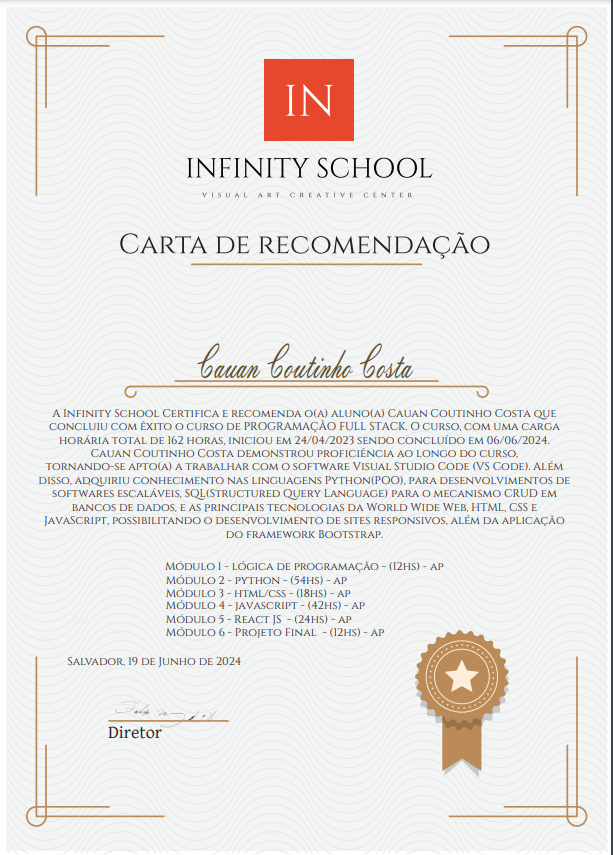 IN
INFINITY SCHOOL
VISUAL ART CREATIVE CENTER
Carta de recomendação
Cauan Coutinho Costa
A Infinity School Certifica e recomenda o(a) aluno(a) Cauan Coutinho Costa que
concluiu com êxito o curso de PROGRAMAÇÃO FULL STACK. O curso, com uma carga
horária total de 162 horas, iniciou em 24/04/2023 sendo concluído em 06/06/2024.
Cauan Coutinho Costa demonstrou proficiência ao longo do curso,
tornando-se apto(a) a trabalhar com o software Visual Studio Code (VS Code). Além
disso, adquiriu conhecimento nas linguagens Python(POO), para desenvolvimentos de
softwares escaláveis, SQL(Structured Query Language) para o mecanismo CRUD em
bancos de dados, e as principais tecnologias da World Wide Web, HTML, CSS e
JavaScript, possibilitando o desenvolvimento de sites responsivos, além da aplicação
do framework Bootstrap.
Módulo 1 - lógica de programação - (12hs) - ap
Módulo 2 - python - (54hs) - ap
Módulo 3 - html/css - (18hs) - ap
Módulo 4 - javascript - (42hs) - ap
Módulo 5 - React JS - (24hs) - ap
Módulo 6 - Projeto Final - (12hs) - ap
Salvador, 19 de Junho de 2024
Diretor